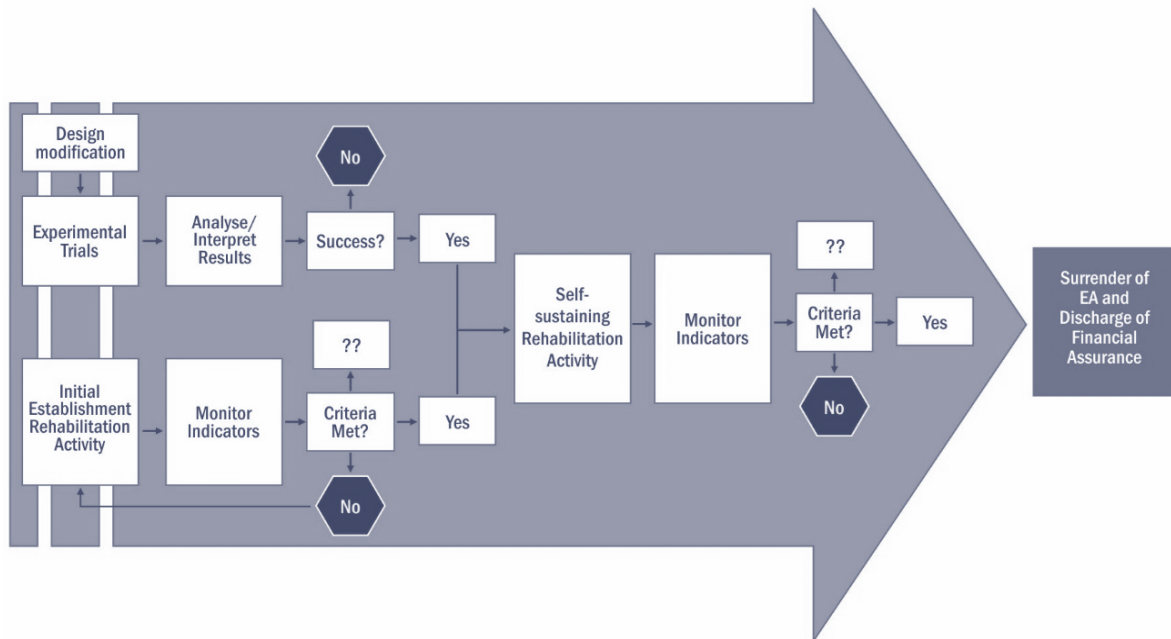 Design
modification
Experimental
Trials
Analyse/
Interpret
Results
Success?
No
Yes
Initial
Establishment
Rehabilitation
Activity
Monitor
Indicators
??
Criteria
Met?
No
Yes
Self-
sustaining
Rehabilitation
Activity
Monitor
Indicators
??
Criteria
Met?
No
Yes
Surrender of
EA and
Discharge of
Financial
Assurance